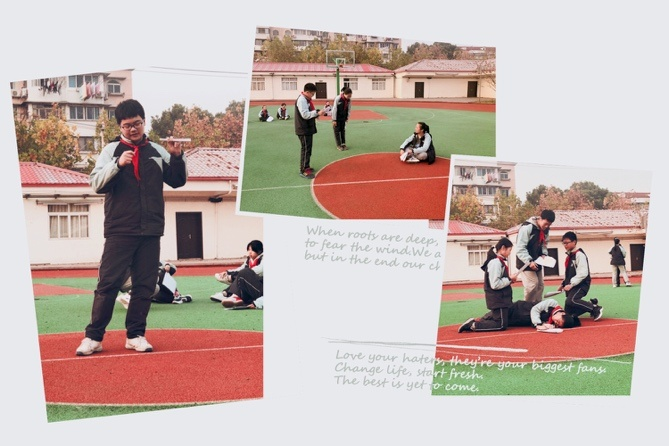 When roots are deep,
to fear the wind.We a
but in the end our
Love your haters, they're your biggest fans.
Change life, start fresh.
The best is yet to come.